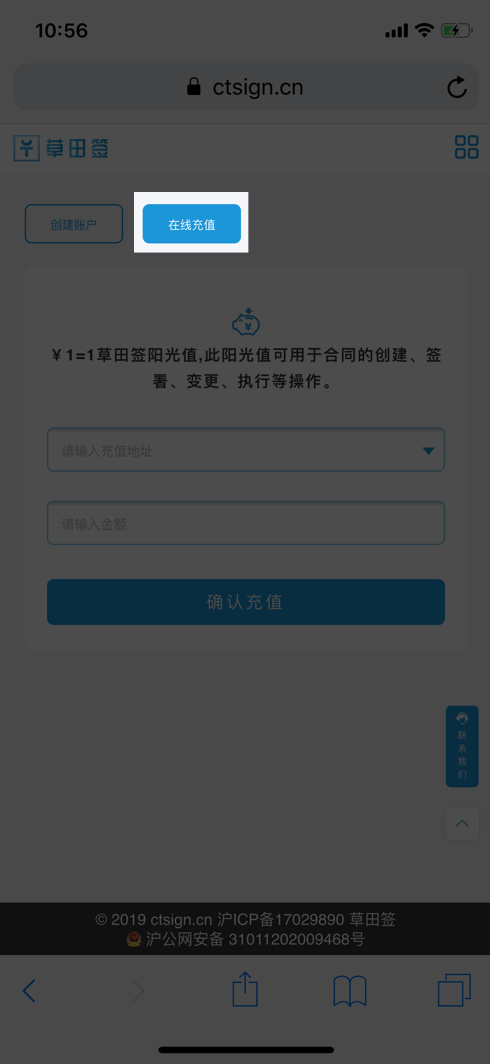 10:56
ctsign.cn
草田签
创建账户
在线充值
¥1=1草田签阳光值,此阳光值可用于合同的创建、签
署、变更、执行等操作。
请输入充值地址
请输入金额
确认充值
联
系
我
们
© 2019 ctsign.cn 沪ICP备17029890 草田签
沪公网安备 31011202009468号